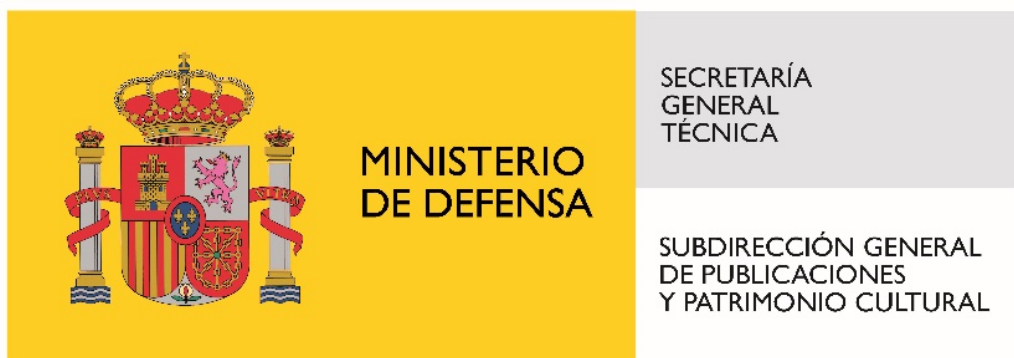 MINISTERIO
DE DEFENSA
SECRETARÍA
GENERAL
TÉCNICA
SUBDIRECCIÓN GENERAL
DE PUBLICACIONES
Y PATRIMONIO CULTURAL